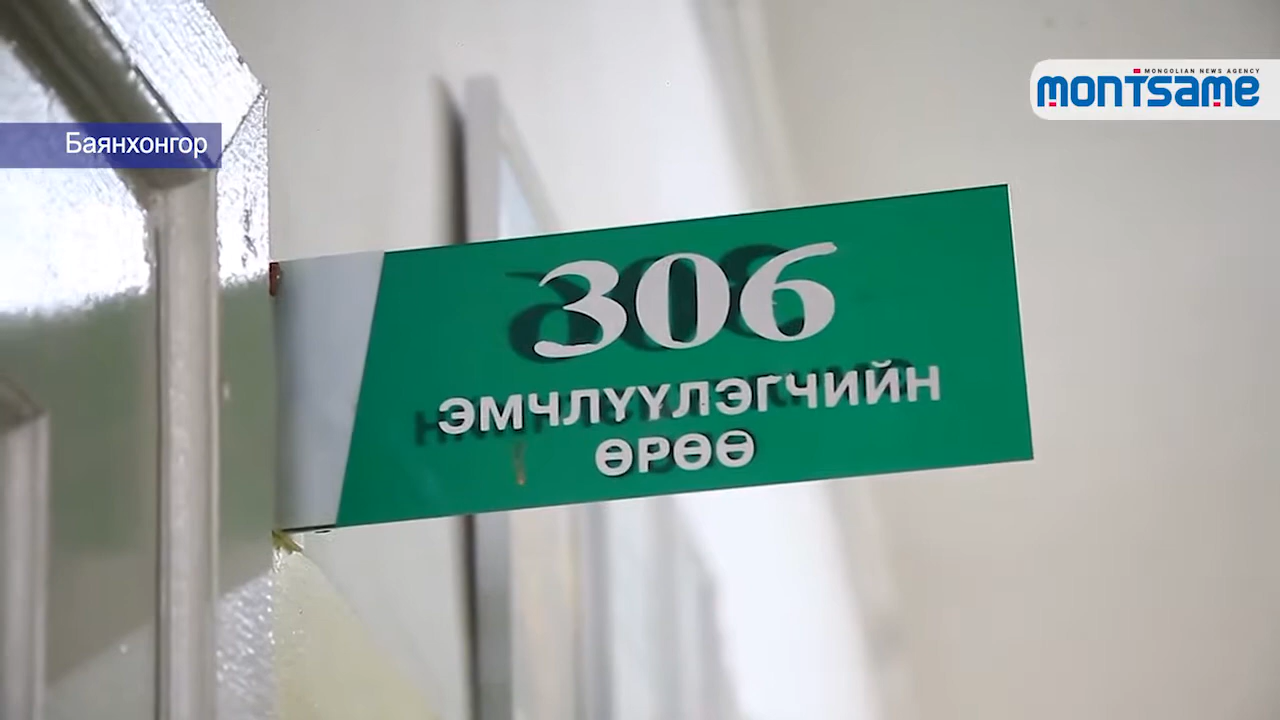 MONGOLIAN NEWS AGENCY
MONTSAME
Баянхонгор
306
ЭМЧЛҮҮЛЭГЧИЙН
ӨРӨӨ